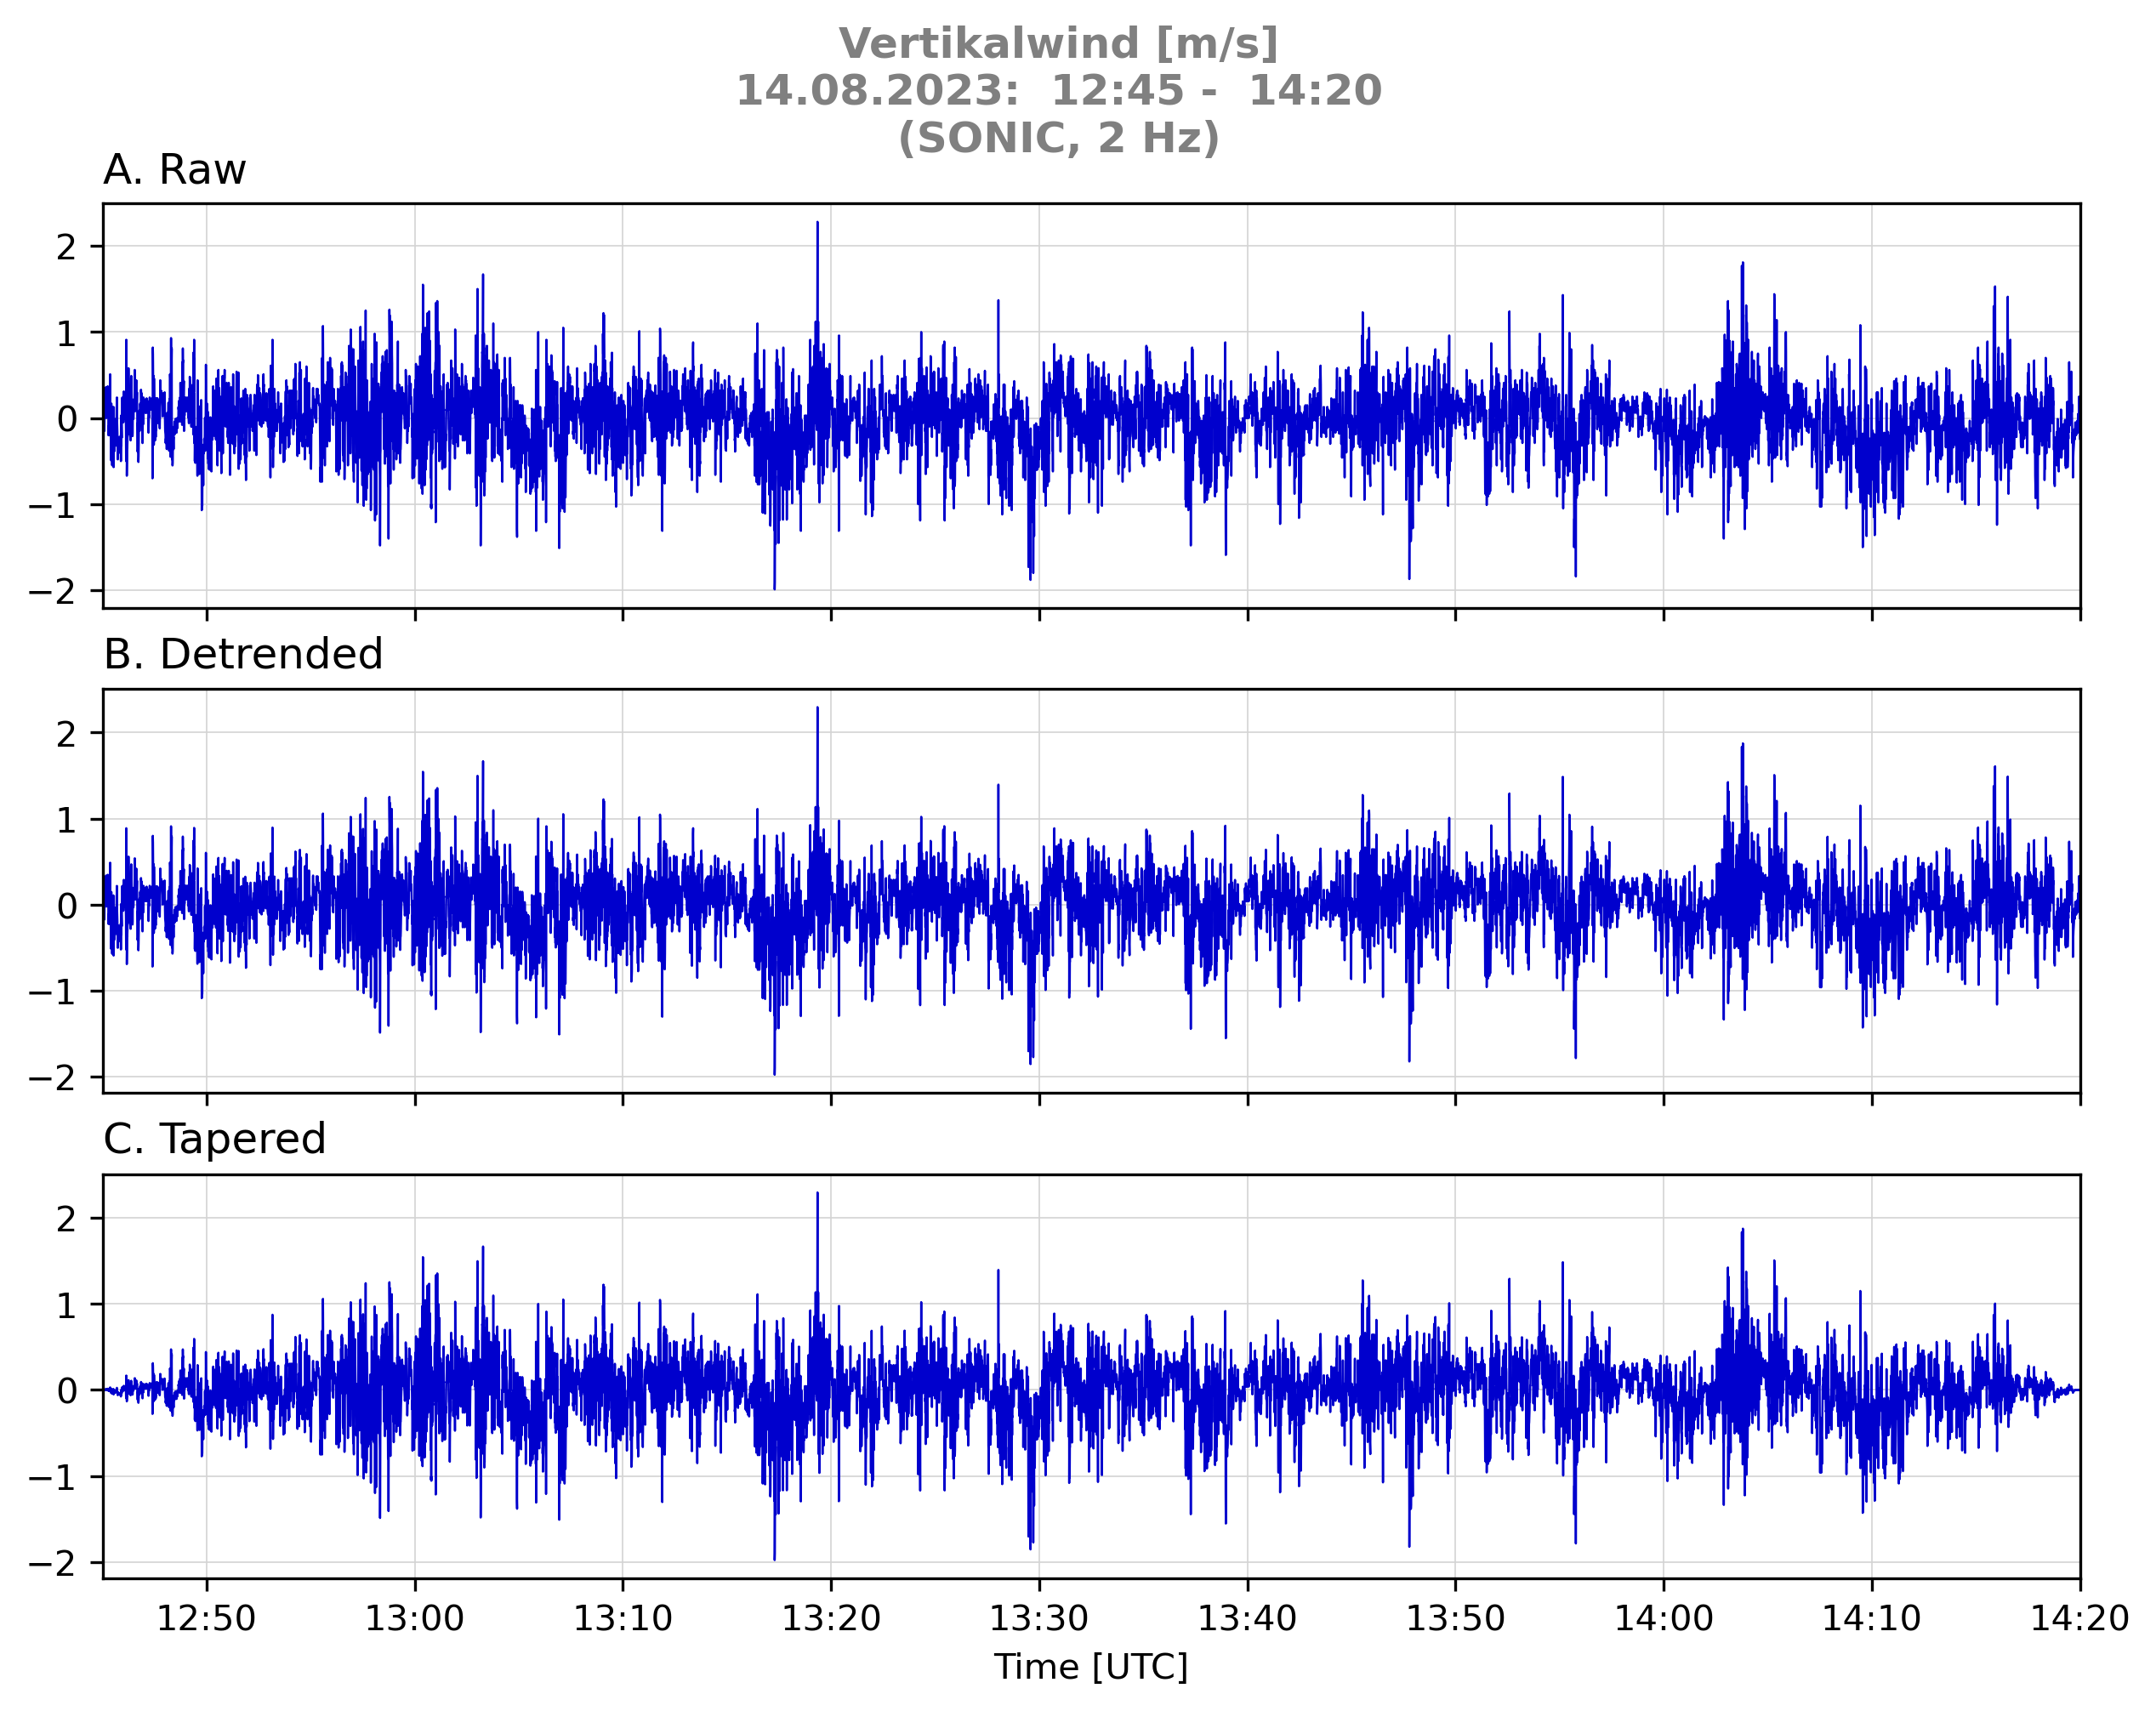 Vertikalwind [m/s]
14.08.2023:  12:45 -  14:20
(SONIC, 2 Hz)
A. Raw
2
1
0
−1
−2
B. Detrended
2
1
0
−1
−2
C. Tapered
2
1
0
−1
−2
12:50 13:00 13:10 13:20 13:30 13:40 13:50 14:00 14:10 14:20
Time [UTC]